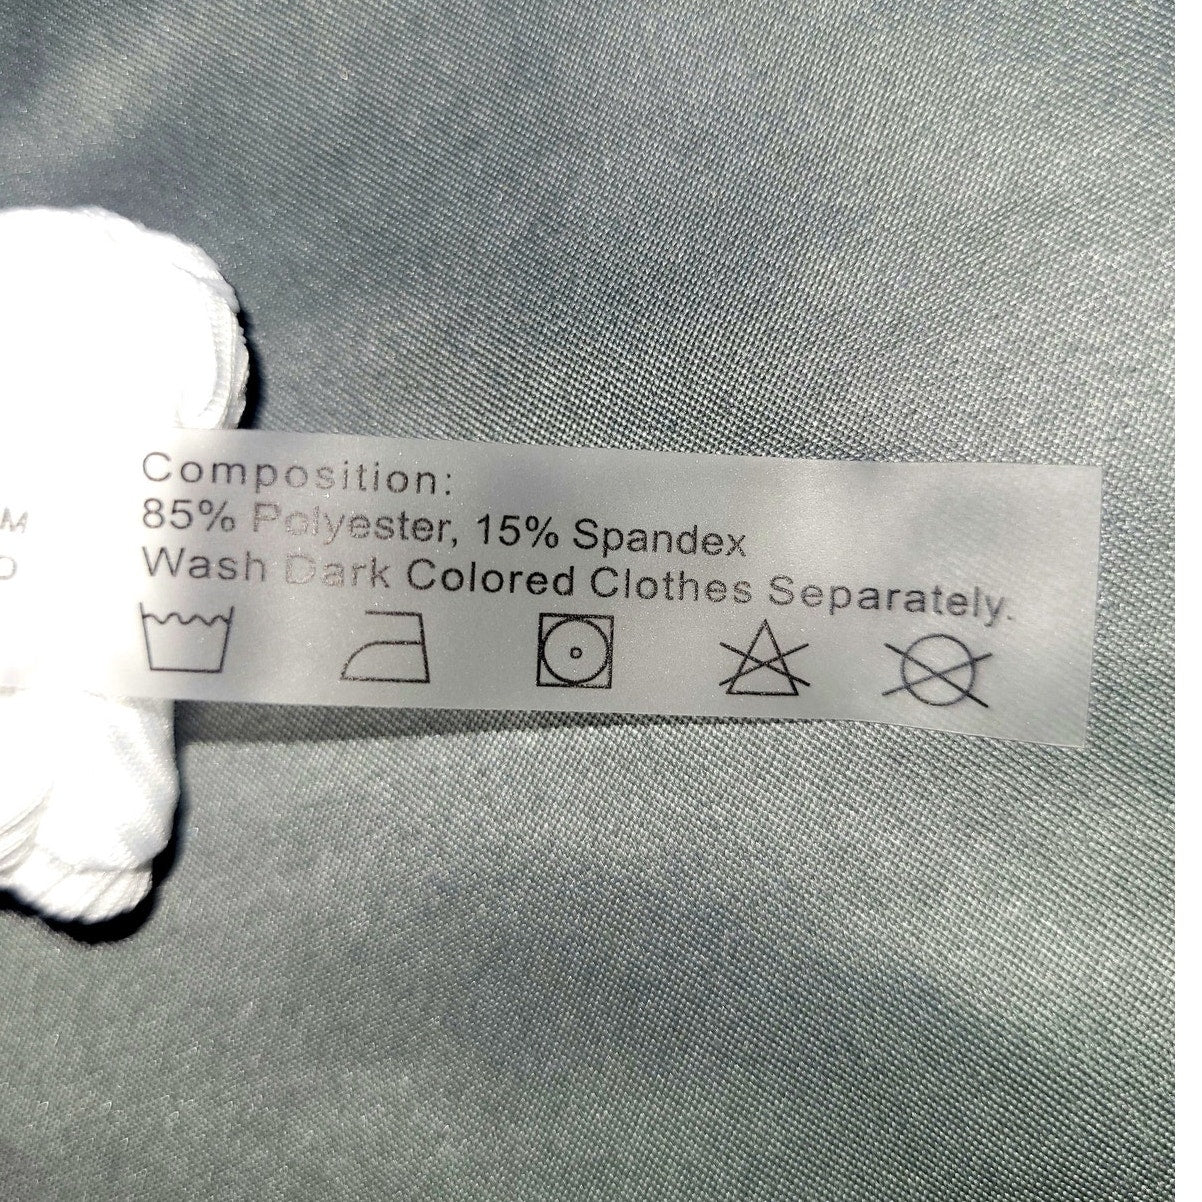 Composition:
85% Polyester, 15% Spandex
Wash Dark Colored Clothes Separately.
M